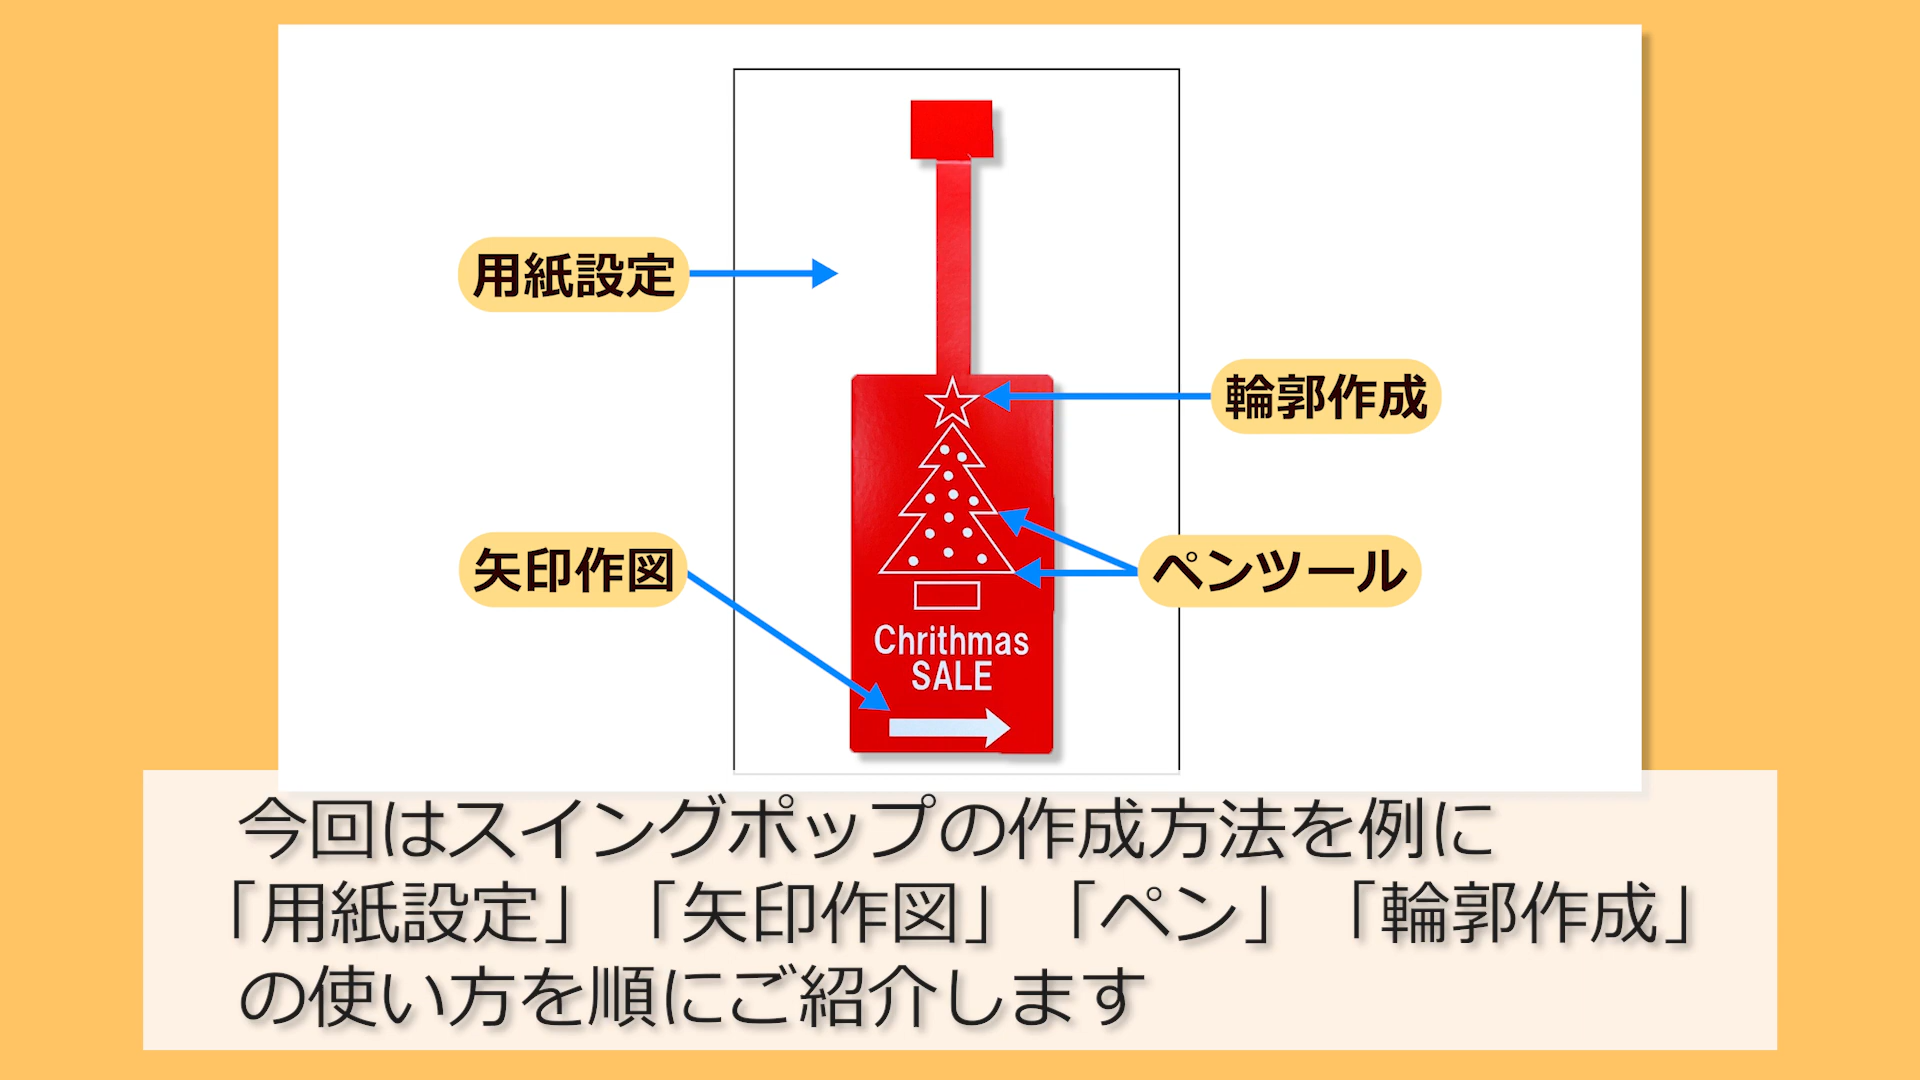 用紙設定
輪郭作成
矢印作図
ペンツール
Chrithmas
SALE
今回はスイングポップの作成方法を例に
「用紙設定」「矢印作図」「ペン」「輪郭作成」
の使い方を順にご紹介します